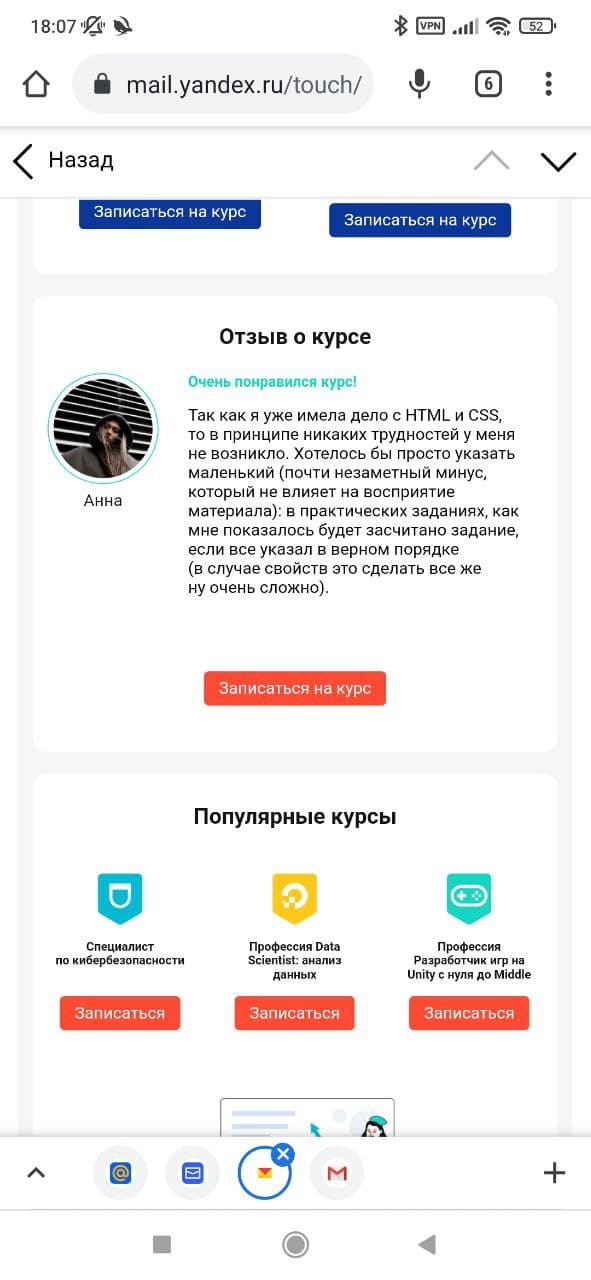 18:07
VPN
52
mail.yandex.ru/touch/
6
Назад
Записаться на курс
Записаться на курс
Отзыв о курсе
Очень понравился курс!
Так как я уже имела дело с HTML и CSS,
то в принципе никаких трудностей у меня
не возникло. Хотелось бы просто указать
маленький (почти незаметный минус,
который не влияет на восприятие
материала): в практических заданиях, как
мне показалось будет засчитано задание,
если все указал в верном порядке
(в случае свойств это сделать все же
ну очень сложно).
Анна
Записаться на курс
Популярные курсы
Специалист
по кибербезопасности
Профессия Data
Scientist: анализ
данных
Профессия
Разработчик игр на
Unity с нуля до Middle
Записаться
Записаться
Записаться